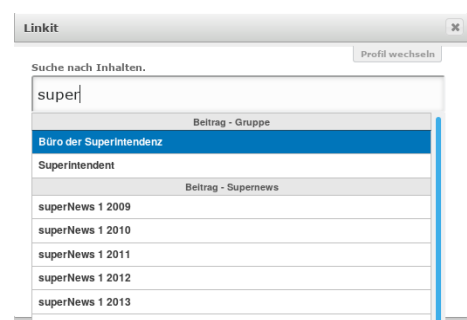 Linkit
Profil wechseln
Suche nach Inhalten.
super
Beitrag - Gruppe
Büro der Superintendenz
Superintendent
Beitrag - Supernews
superNews 1 2009
superNews 1 2010
superNews 1 2011
superNews 1 2012
superNews 1 2013